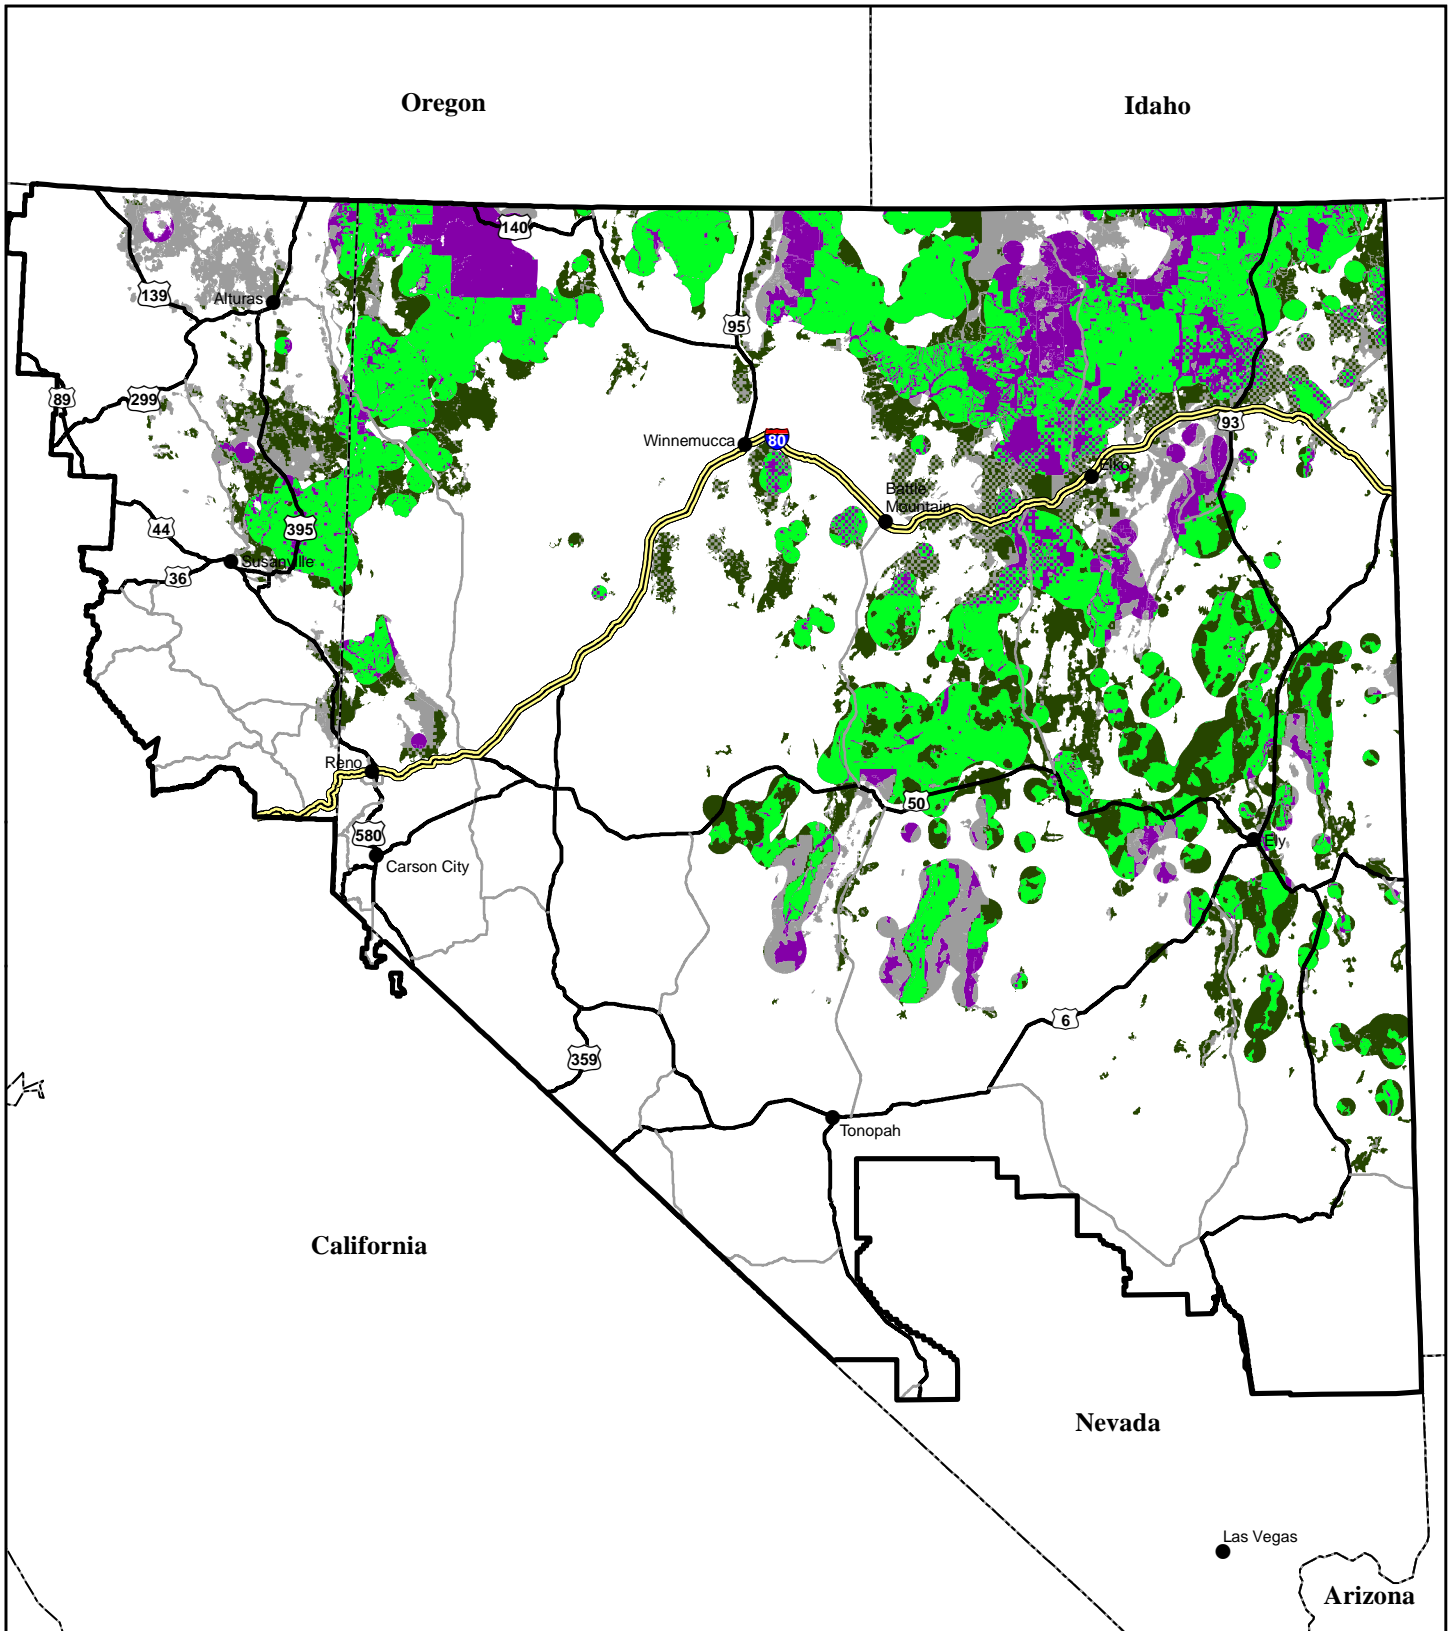 Oregon
Idaho
140
139
Alturas
95
89
299
93
Winnemucca
80
Elko
Battle
Mountain
44
395
Susanville
36
Reno
50
580
Ely
Carson City
6
359
Tonopah
California
Nevada
Las Vegas
Arizona